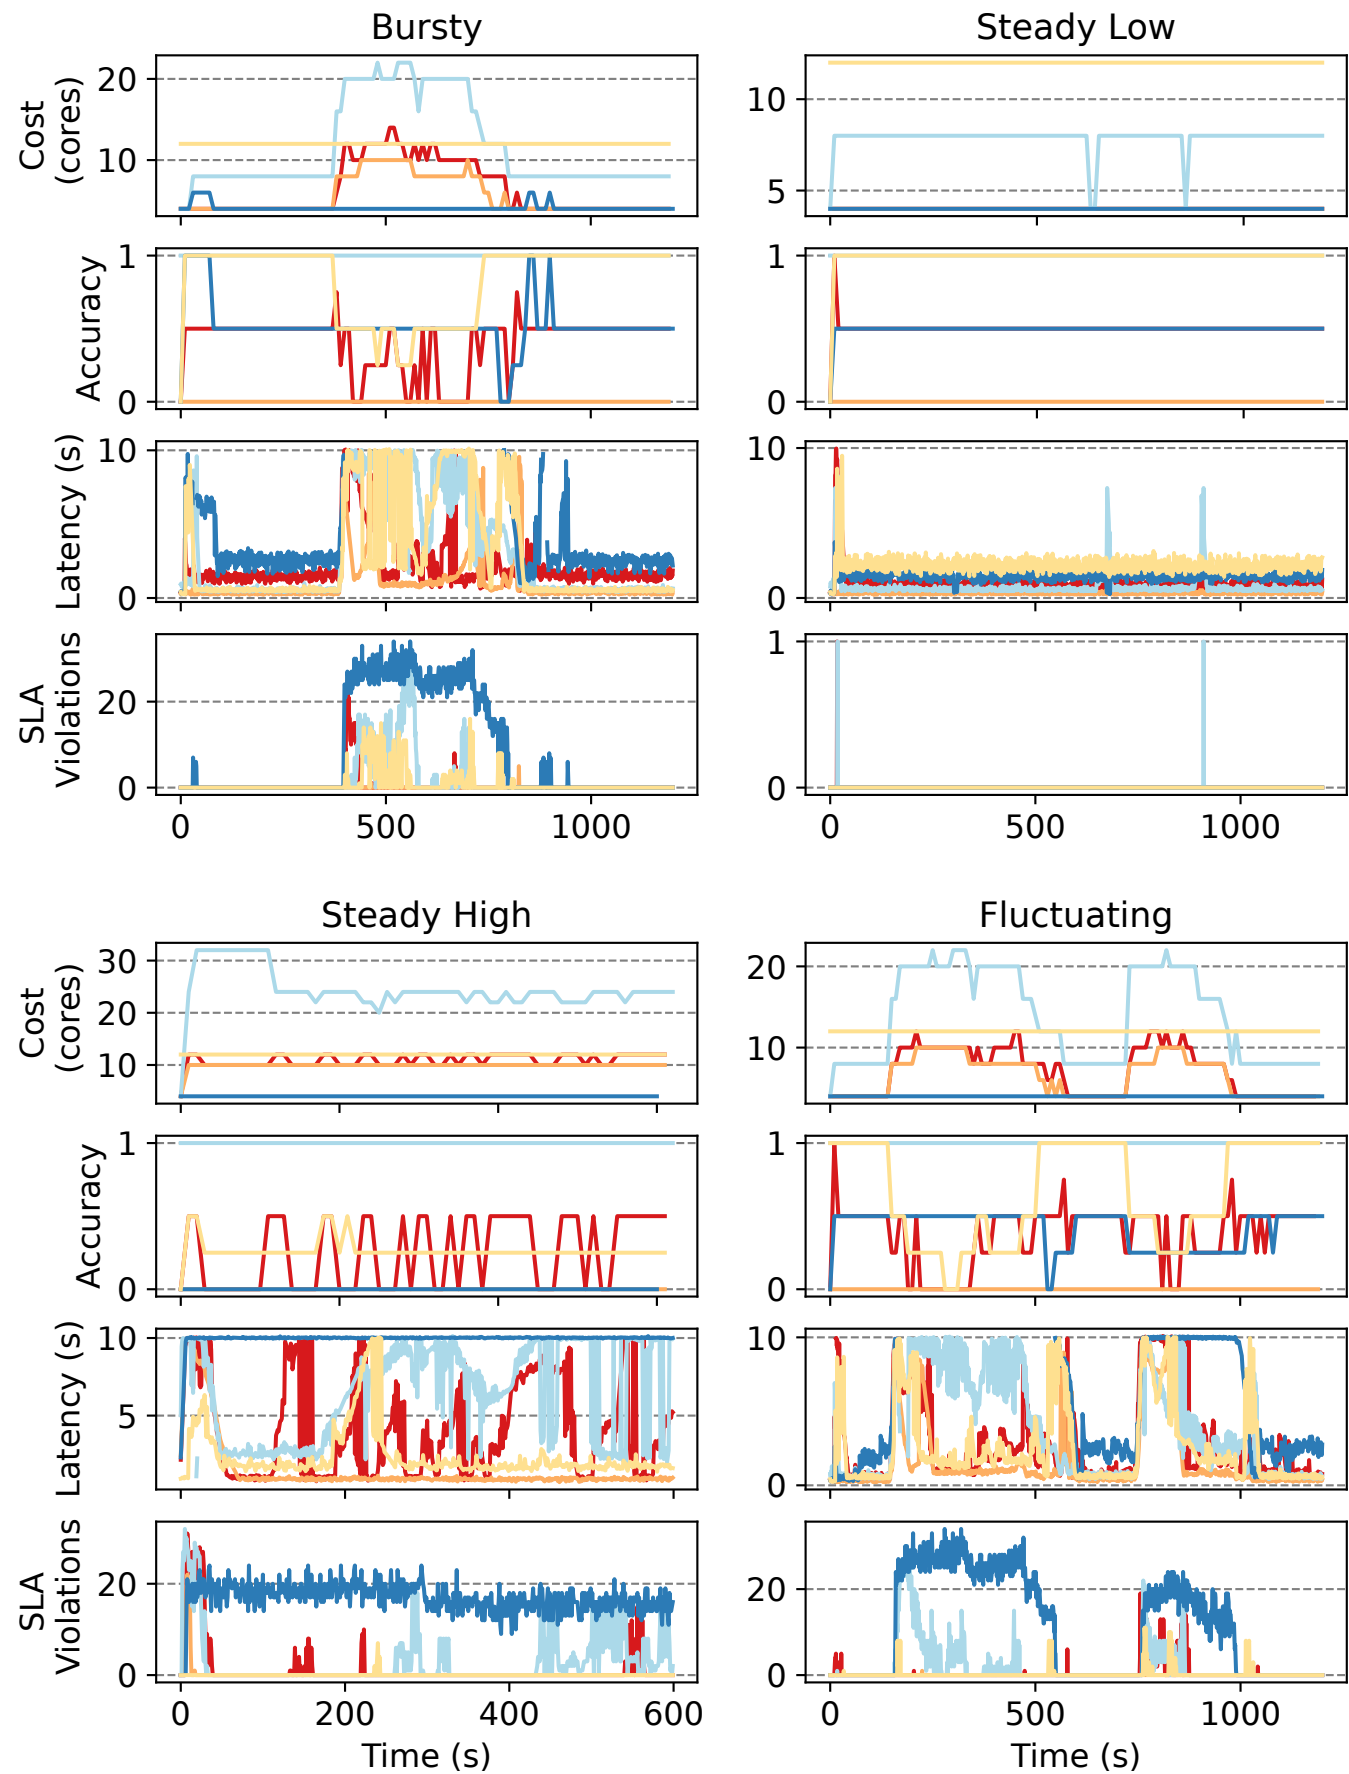 Bursty
Steady Low
Cost
(cores)
20
10
10
5
Accuracy
1
0
1
0
Latency (s)
10
0
10
0
SLA
Violations
20
0
1
0
0 500 1000
0 500 1000
Steady High
Fluctuating
Cost
(cores)
30
20
10
20
10
Accuracy
1
0
1
0
Latency (s)
10
5
10
0
SLA
Violations
20
0
20
0
0 200 400 600
0 500 1000
Time (s)
Time (s)